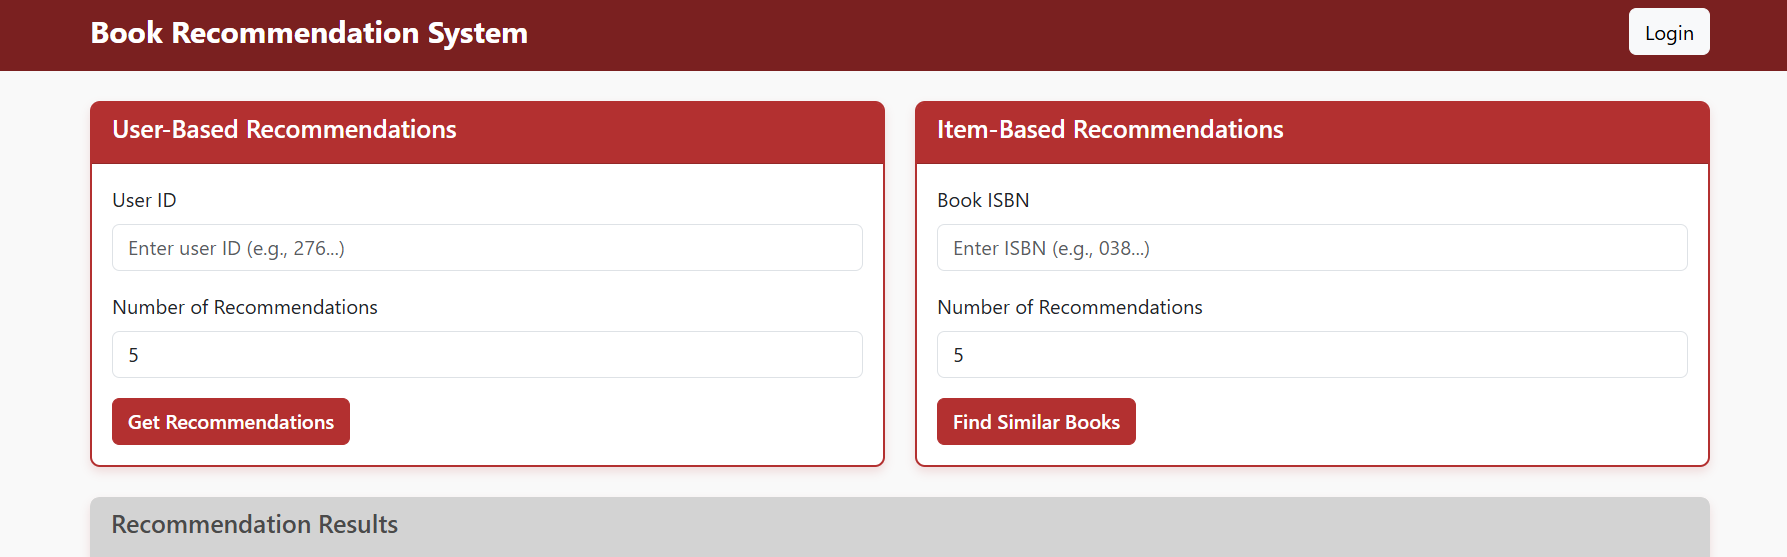 Book Recommendation System
Login
User-Based Recommendations
User ID
Enter user ID (e.g., 276...)
Number of Recommendations
5
Get Recommendations
Item-Based Recommendations
Book ISBN
Enter ISBN (e.g., 038...)
Number of Recommendations
5
Find Similar Books
Recommendation Results